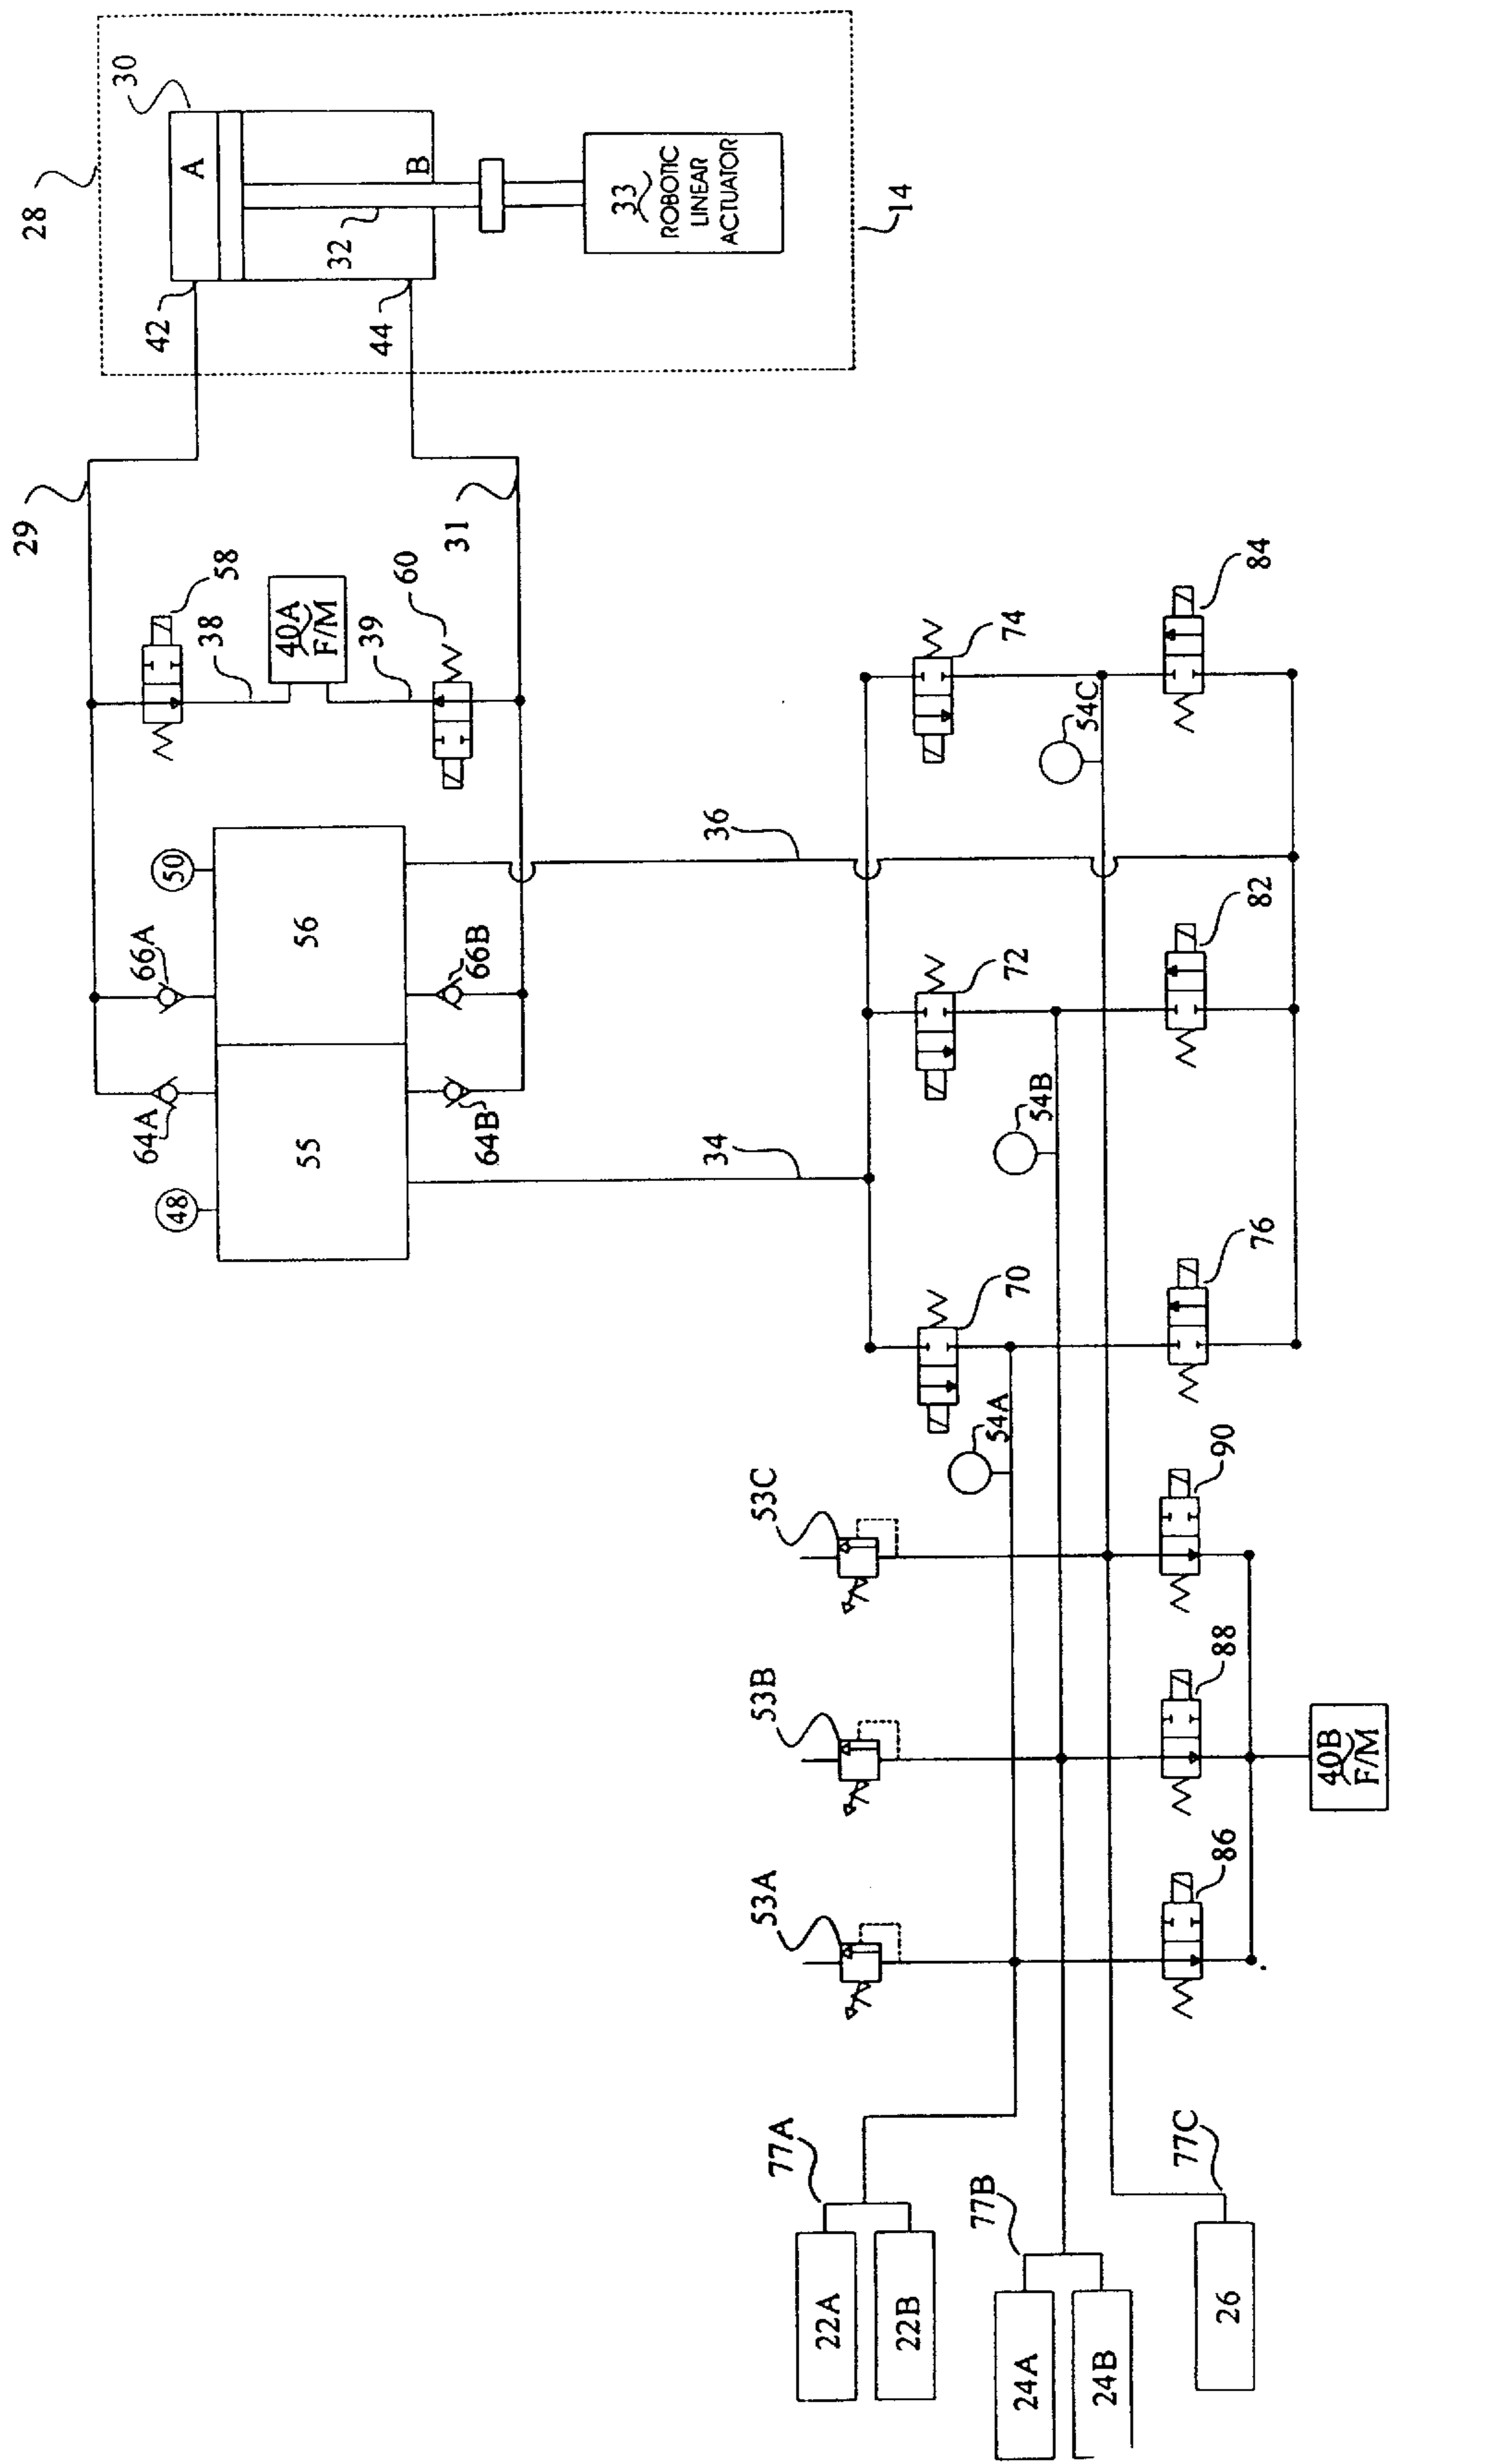 29
28
30
64A
66A
42
48
50
A
38
58
40A
F/M
55
56
32
39
44
60
B
31
64B
66B
33
ROBOTIC
LINEAR
ACTUATOR
34
36
53A
53B
53C
77A
22A
14
22B
77B
54A
70
72
74
24A
54B
54C
24B
77C
86
88
90
26
76
82
84
40B
F/M